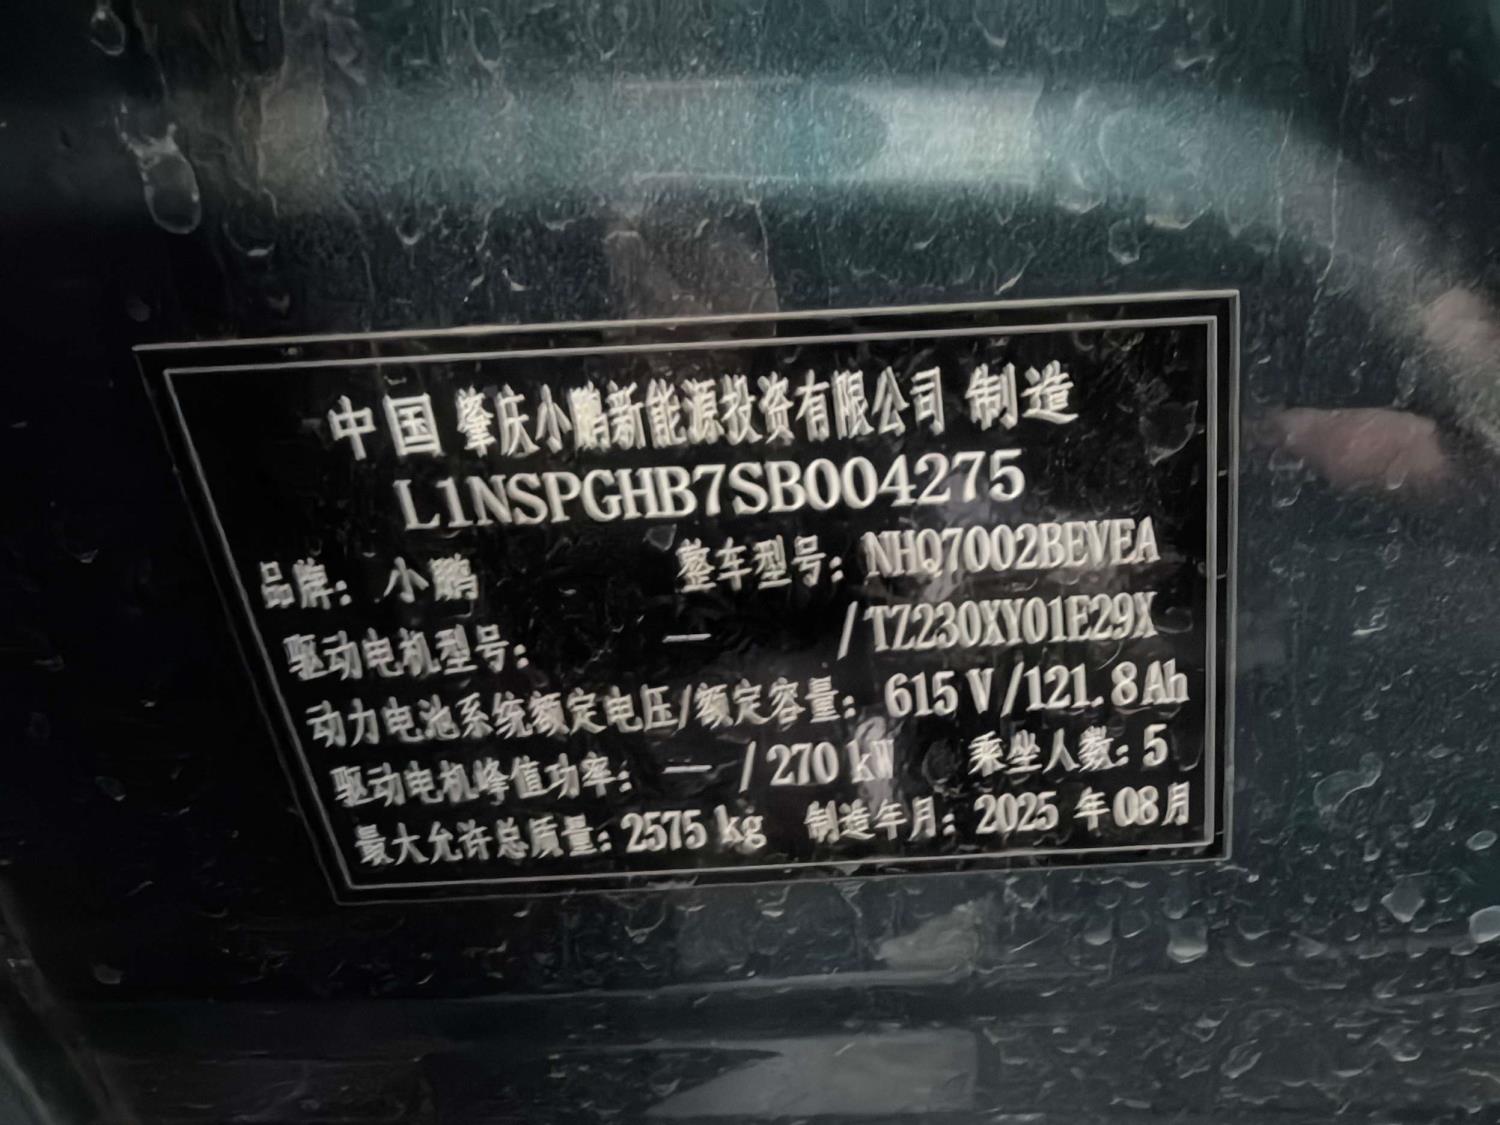 中国 肇庆小鹏新能源投资有限公司 制造
L1NSPGHB7SB004275
品牌：小鹏 整车型号：NHQ7002BEVEA
驱动电机型号： — /TZ230XY01E29X
动力电池系统额定电压/额定容量：615 V/121.8Ah
驱动电机峰值功率： — /270 kW 乘坐人数：5
最大允许总质量：2575 kg 制造年月：2025 年08月